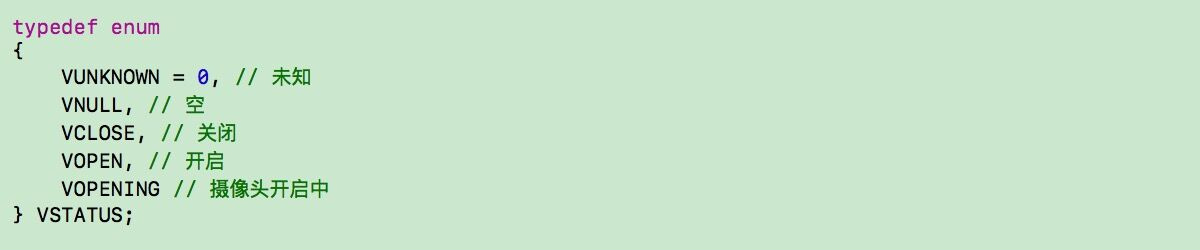 typedef enum
{
    VUNKNOWN = 0, // 未知
    VNULL, // 空
    VCLOSE, // 关闭
    VOPEN, // 开启
    VOPENING // 摄像头开启中
} VSTATUS;